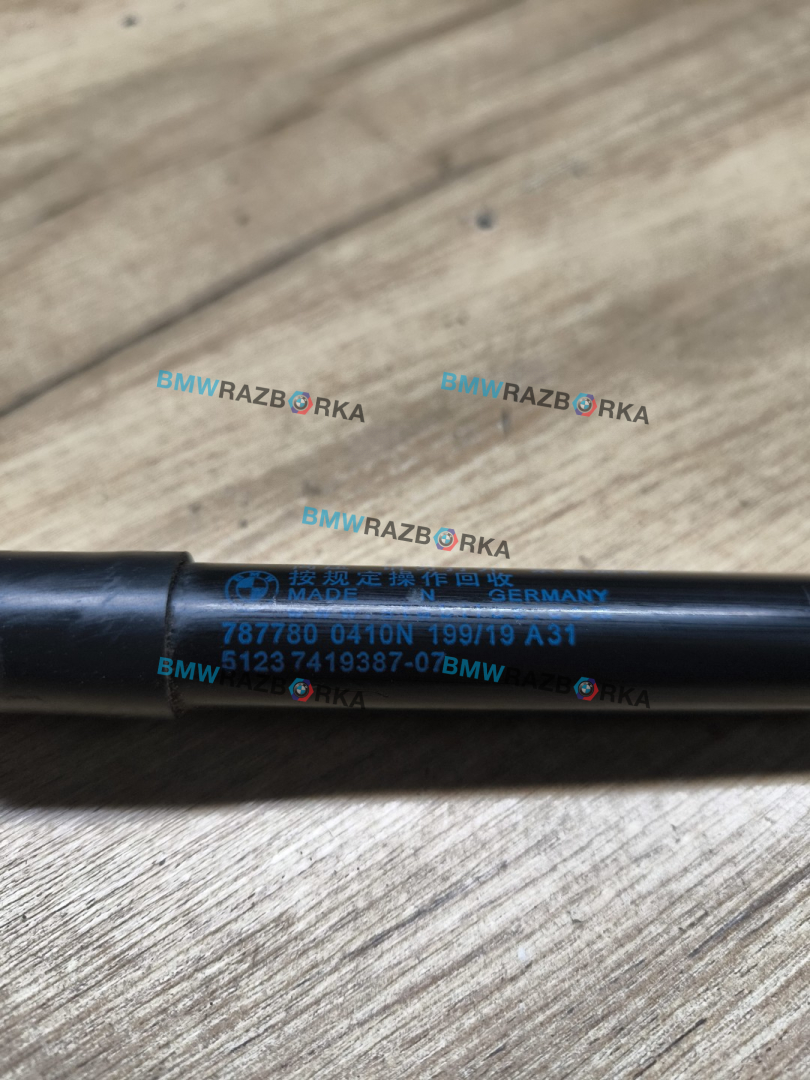 BMWRAZBORKA
BMWRAZBORKA
BMWRAZBORKA
按规定操作回收
MADE IN GERMANY
787780 0410N 199/19 A31
5123 7419387-07
BMWRAZBORKA
BMWRAZBORKA